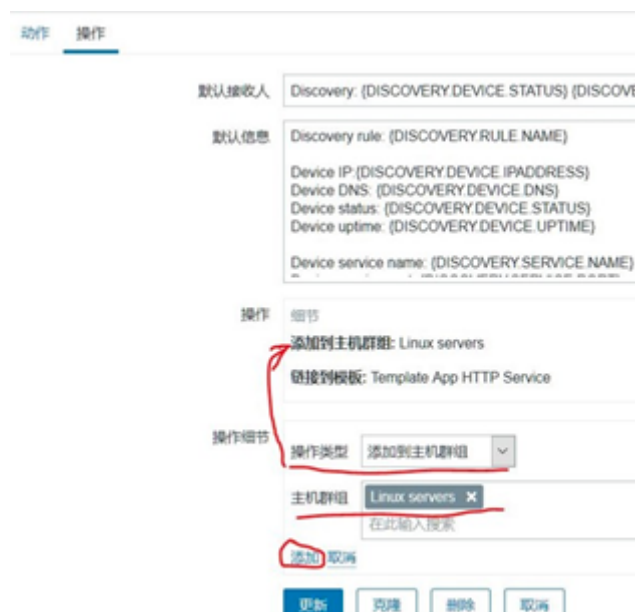 动作 操作
默认接收人 Discovery: {DISCOVERY.DEVICE.STATUS} {DISCOVE
默认信息 Discovery rule: {DISCOVERY.RULE.NAME}
Device IP:{DISCOVERY.DEVICE.IPADDRESS}
Device DNS: {DISCOVERY.DEVICE.DNS}
Device status: {DISCOVERY.DEVICE.STATUS}
Device uptime: {DISCOVERY.DEVICE.UPTIME}
Device service name: {DISCOVERY.SERVICE.NAME}
操作 细节
添加到主机群组: Linux servers
链接到模板: Template App HTTP Service
操作细节
操作类型 添加到主机群组
主机群组 Linux servers
在此输入搜索
添加 取消
更新 克隆 删除 取消